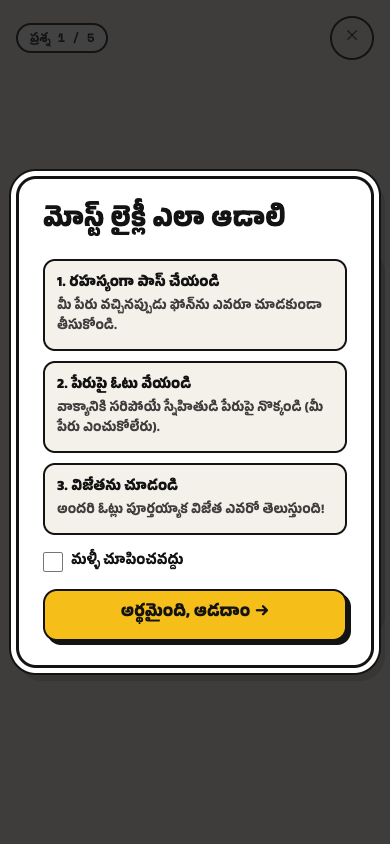 ప్రశ్న 1 / 5
×
మోస్ట్ లైక్లీ ఎలా ఆడాలి
1. రహస్యంగా పాస్ చేయండి
మీ పేరు వచ్చినప్పుడు ఫోన్‌ను ఎవరూ చూడకుండా
తీసుకోండి.
2. పేరుపై ఓటు వేయండి
వాక్యానికి సరిపోయే స్నేహితుడి పేరుపై నొక్కండి (మీ
పేరు ఎంచుకోలేరు).
3. విజేతను చూడండి
అందరి ఓట్లు పూర్తయ్యాక విజేత ఎవరో తెలుస్తుంది!
మళ్ళీ చూపించవద్దు
అర్థమైంది, ఆడదాం →